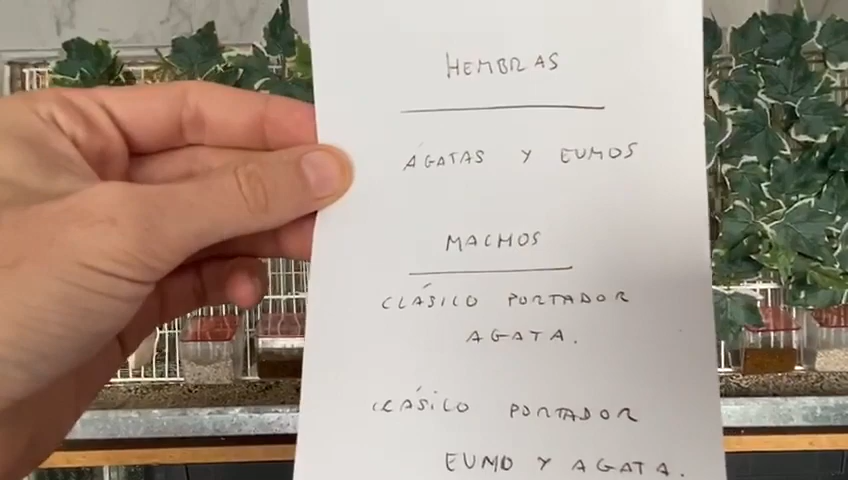 HEMBRAS
ÁGATAS Y EUMOS
MACHOS
CLÁSICO PORTADOR
AGATA.
CLÁSICO PORTADOR
EUMO Y AGATA.